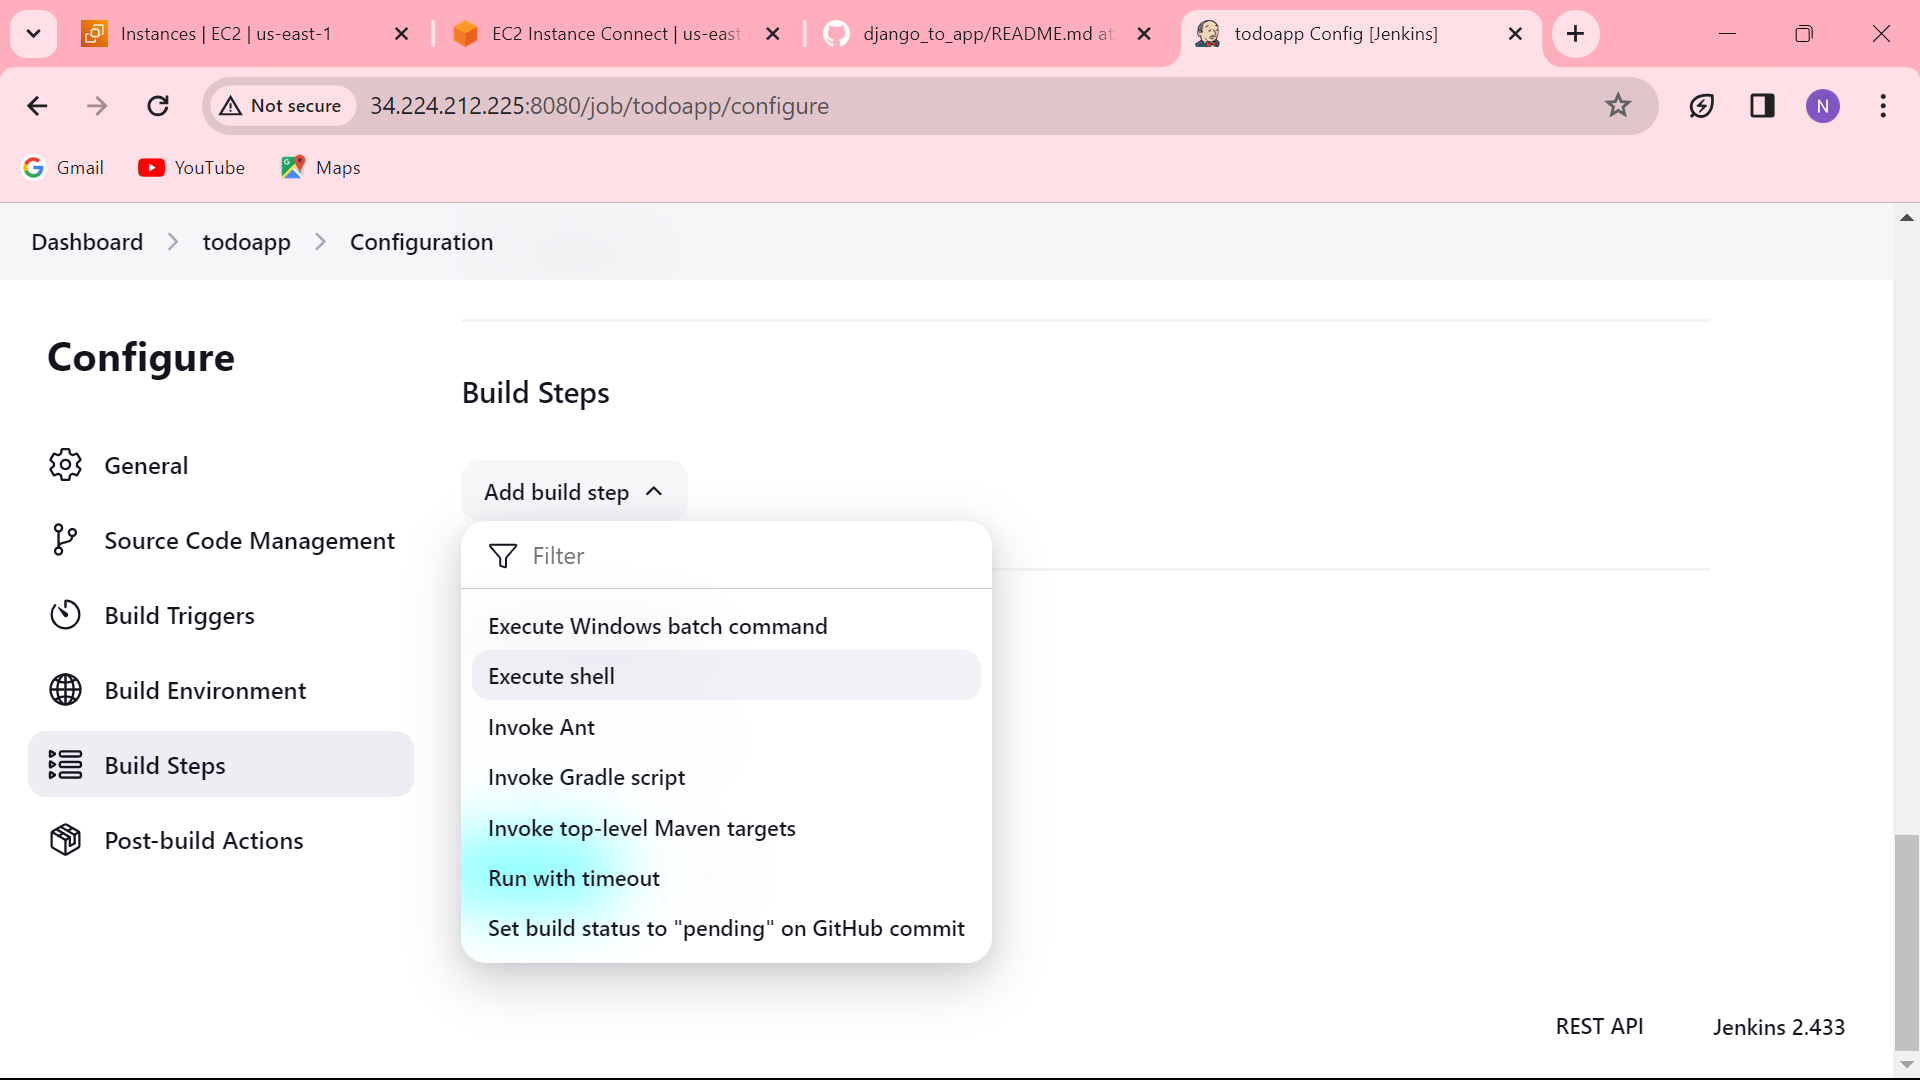 Instances | EC2 | us-east-1
EC2 Instance Connect | us-east
django_to_app/README.md at
todoapp Config [Jenkins]
Not secure
34.224.212.225:8080/job/todoapp/configure
N
Gmail
YouTube
Maps
Dashboard
todoapp
Configuration
Configure
General
Source Code Management
Build Triggers
Build Environment
Build Steps
Post-build Actions
Build Steps
Add build step
Filter
Execute Windows batch command
Execute shell
Invoke Ant
Invoke Gradle script
Invoke top-level Maven targets
Run with timeout
Set build status to "pending" on GitHub commit
REST API
Jenkins 2.433